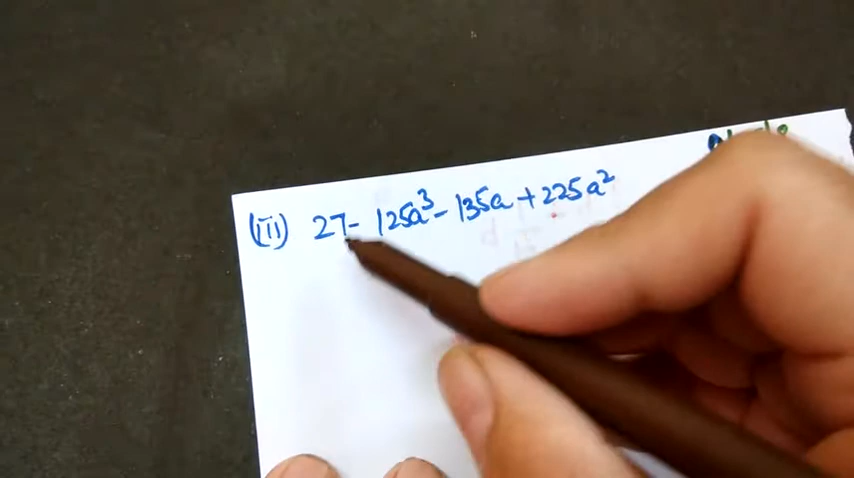 (iii) 27 - 125a³ - 135a + 225a²